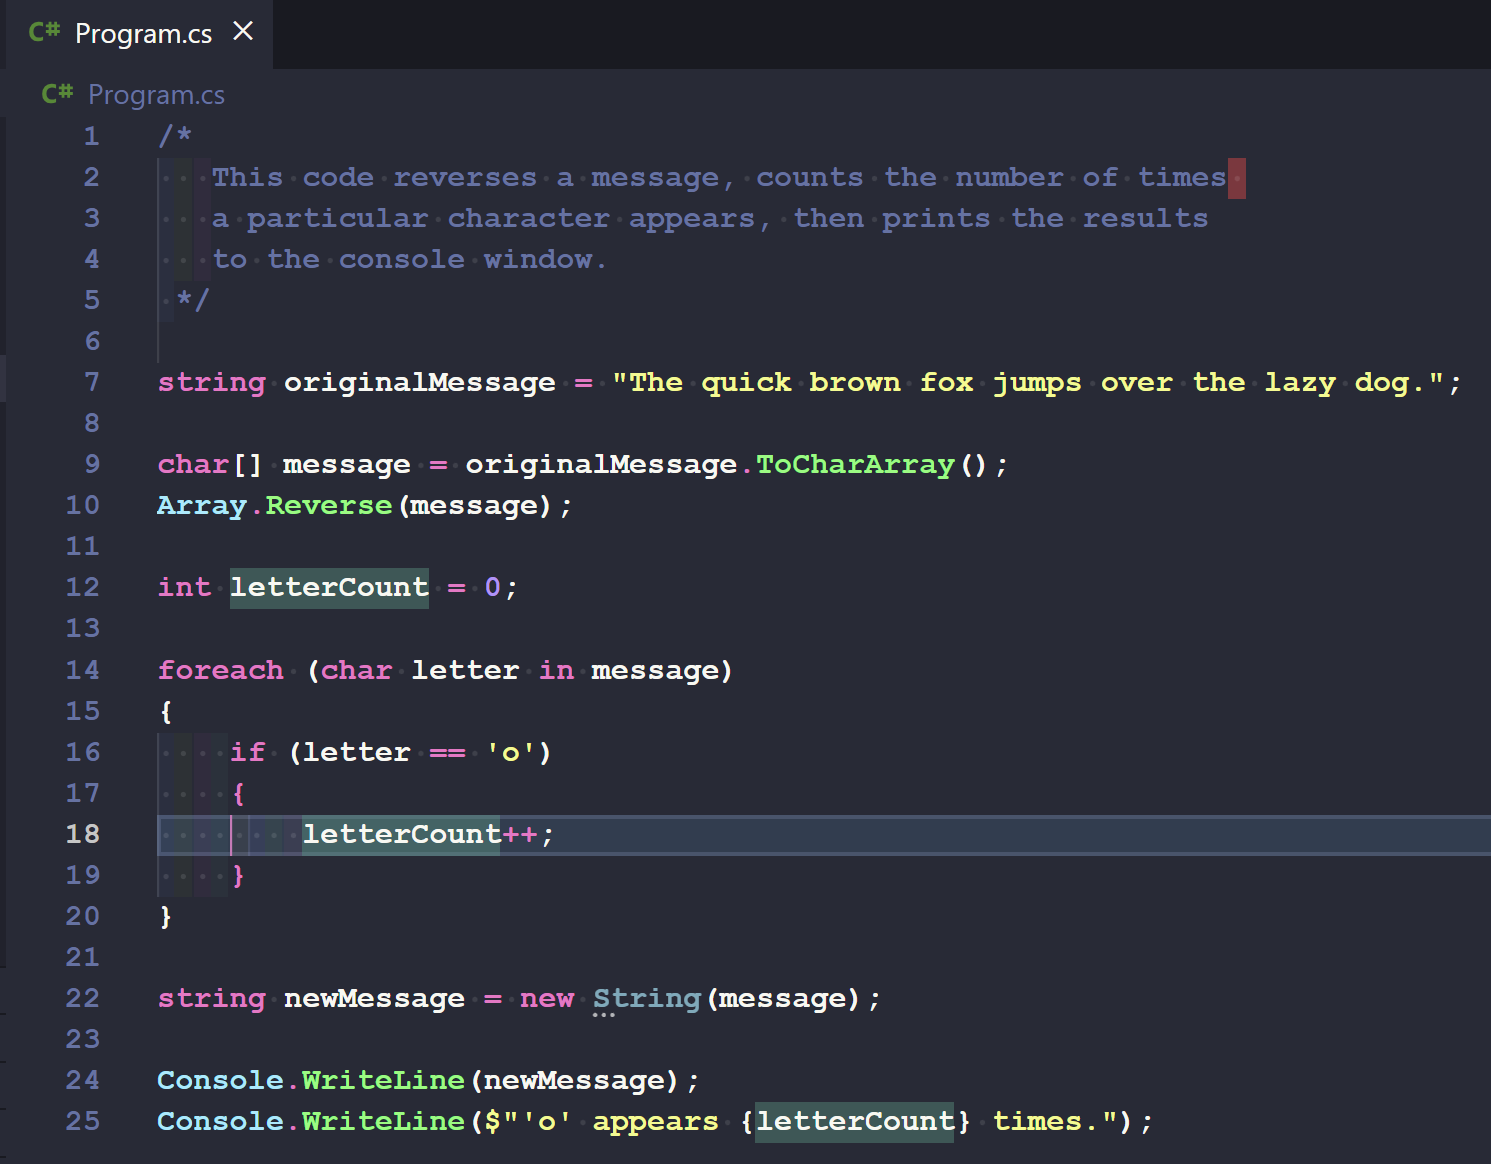 C# Program.cs ×
C# Program.cs
1 /*
2    This code reverses a message, counts the number of times
3    a particular character appears, then prints the results
4    to the console window.
5  */
6
7 string originalMessage = "The quick brown fox jumps over the lazy dog.";
8
9 char[] message = originalMessage.ToCharArray();
10 Array.Reverse(message);
11
12 int letterCount = 0;
13
14 foreach (char letter in message)
15 {
16     if (letter == 'o')
17     {
18         letterCount++;
19     }
20 }
21
22 string newMessage = new String(message);
23
24 Console.WriteLine(newMessage);
25 Console.WriteLine($"'o' appears {letterCount} times.");